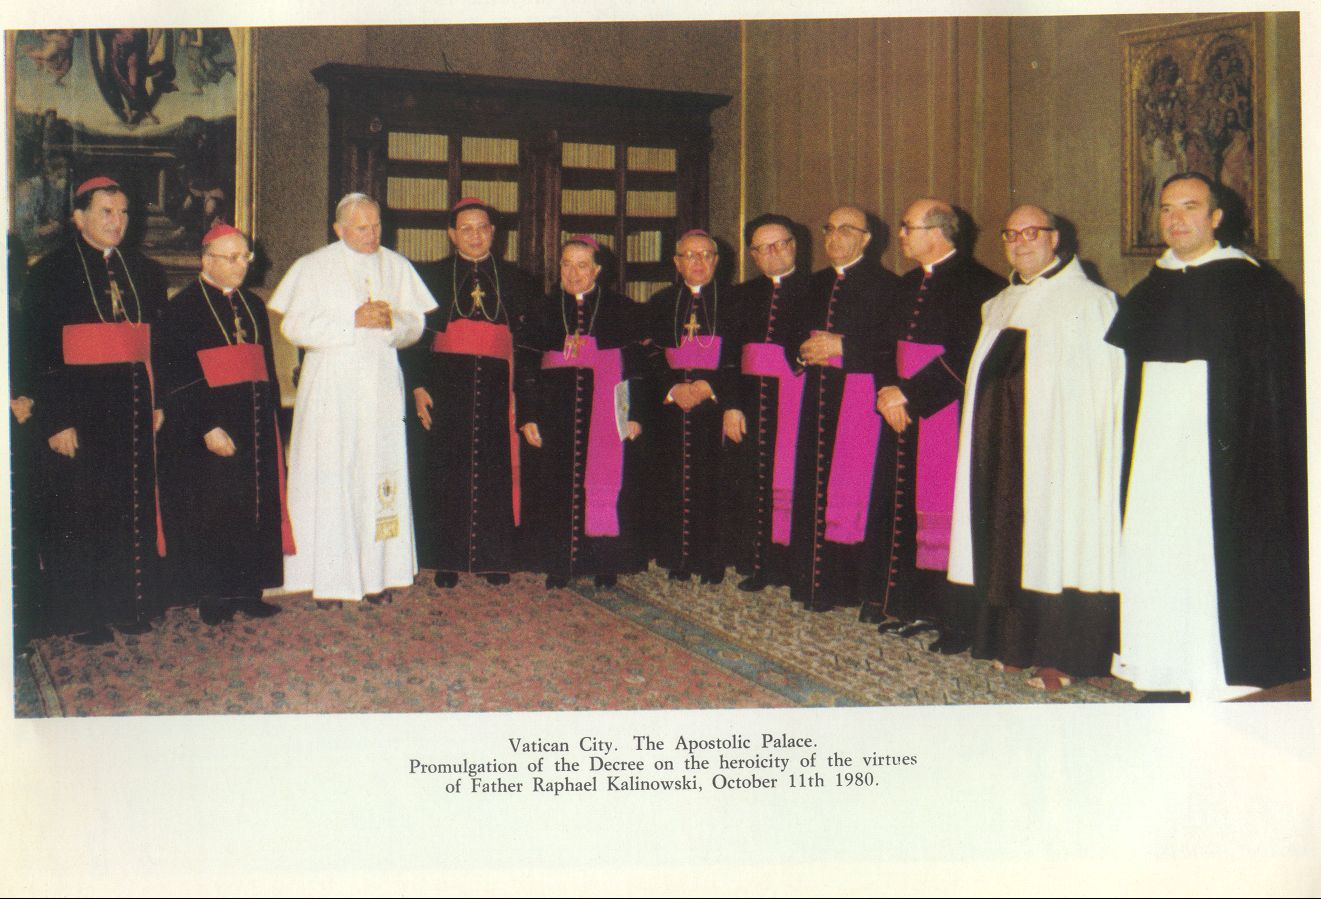 Vatican City. The Apostolic Palace.
Promulgation of the Decree on the heroicity of the virtues
of Father Raphael Kalinowski, October 11th 1980.